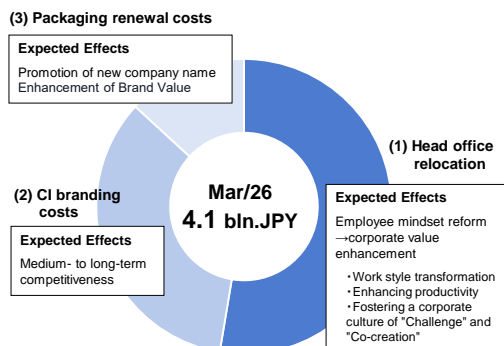 (3) Packaging renewal costs
Expected Effects
Promotion of new company name
Enhancement of Brand Value
(1) Head office
relocation
Expected Effects
Employee mindset reform
→corporate value
enhancement
・Work style transformation
・Enhancing productivity
・Fostering a corporate
culture of "Challenge" and
"Co-creation"
(2) CI branding
costs
Expected Effects
Medium- to long-term
competitiveness
Mar/26
4.1 bln.JPY